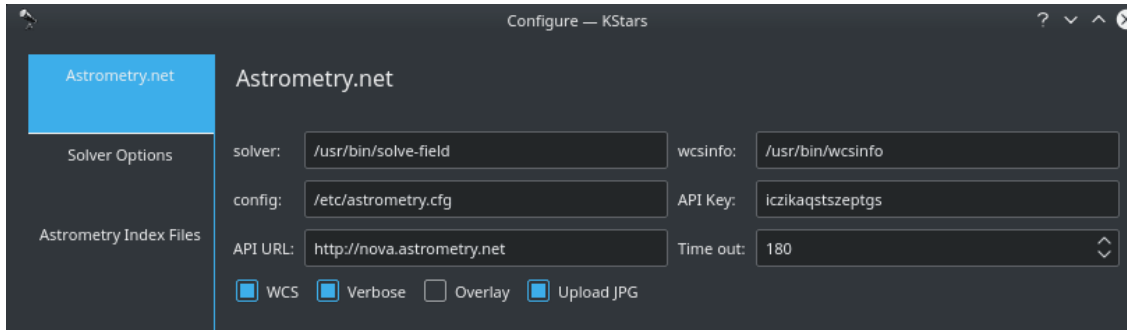 Configure — KStars
Astrometry.net
Astrometry.net
Solver Options
Astrometry Index Files
solver: /usr/bin/solve-field wcsinfo: /usr/bin/wcsinfo
config: /etc/astrometry.cfg API Key: iczikaqstszeptgs
API URL: http://nova.astrometry.net Time out: 180
WCS Verbose Overlay Upload JPG